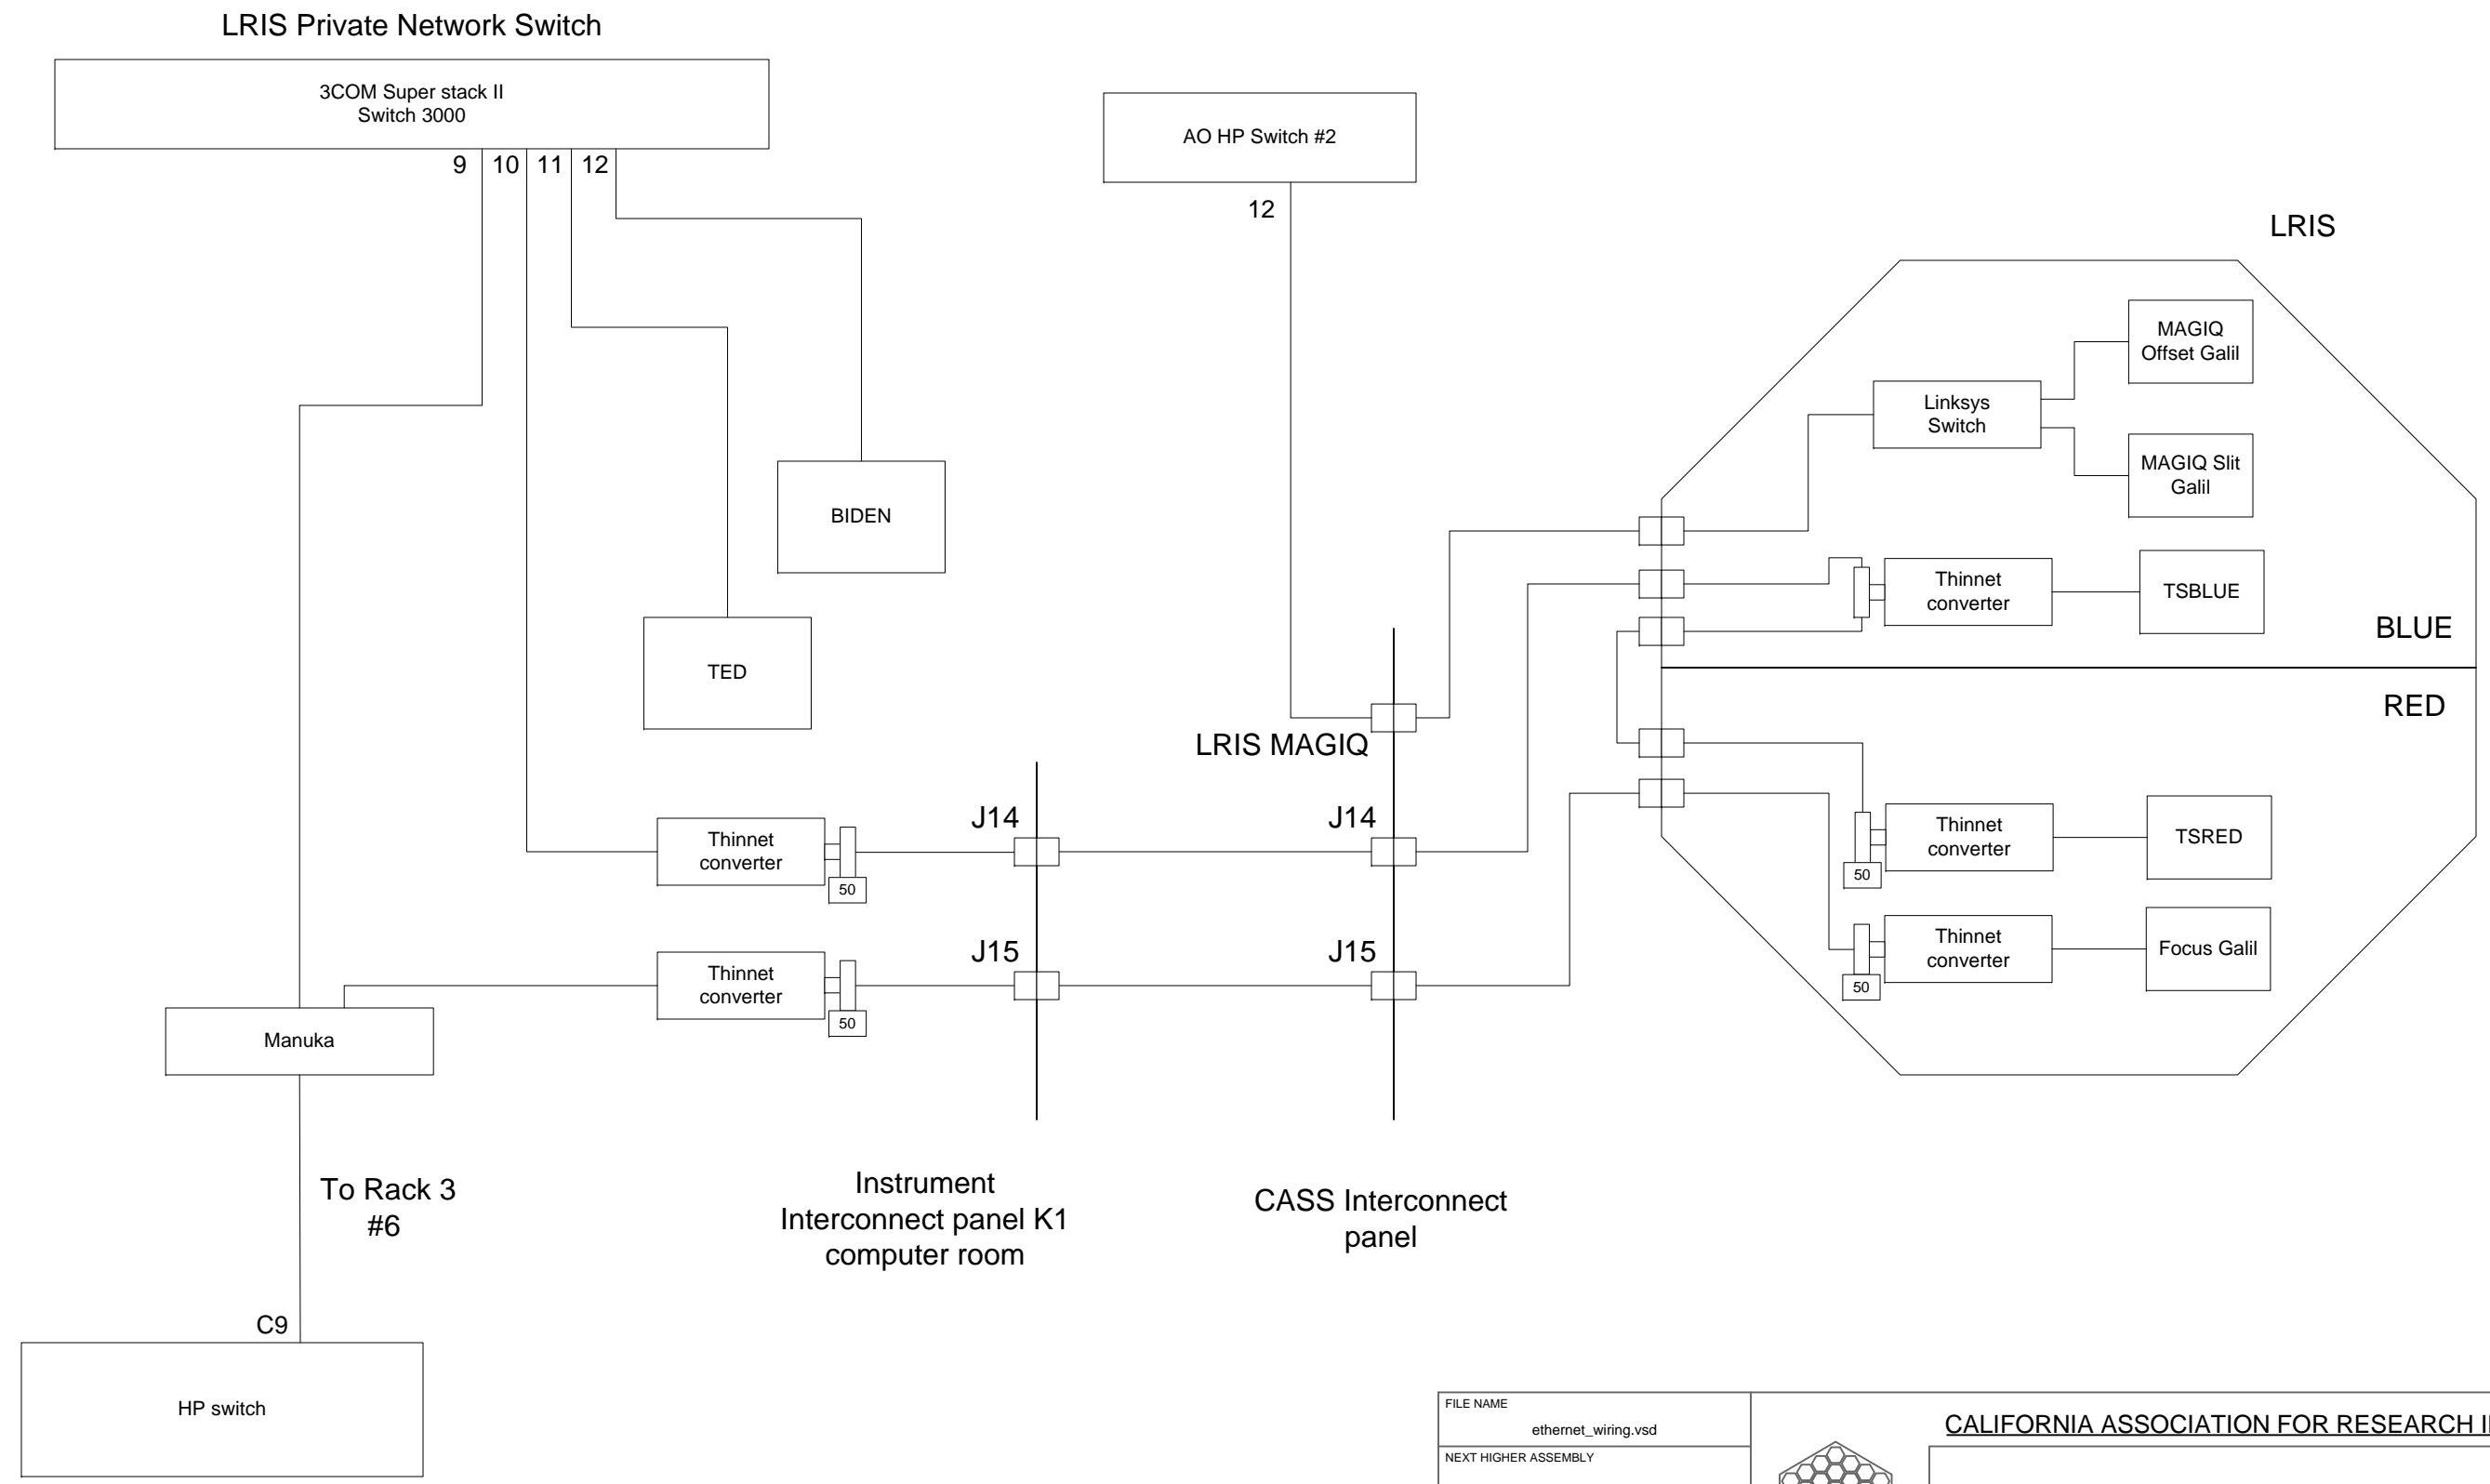 LRIS Private Network Switch
3COM Super stack II
Switch 3000
9
10
11
12
AO HP Switch #2
12
LRIS
MAGIQ
Offset Galil
Linksys
Switch
MAGIQ Slit
Galil
BIDEN
Thinnet
converter
TSBLUE
BLUE
TED
RED
LRIS MAGIQ
J14
J14
Thinnet
converter
50
Thinnet
converter
50
TSRED
J15
J15
Thinnet
converter
50
Thinnet
converter
50
Focus Galil
Manuka
To Rack 3
#6
Instrument
Interconnect panel K1
computer room
CASS Interconnect
panel
C9
HP switch
FILE NAME
ethernet_wiring.vsd
NEXT HIGHER ASSEMBLY
CALIFORNIA ASSOCIATION FOR RESEARCH